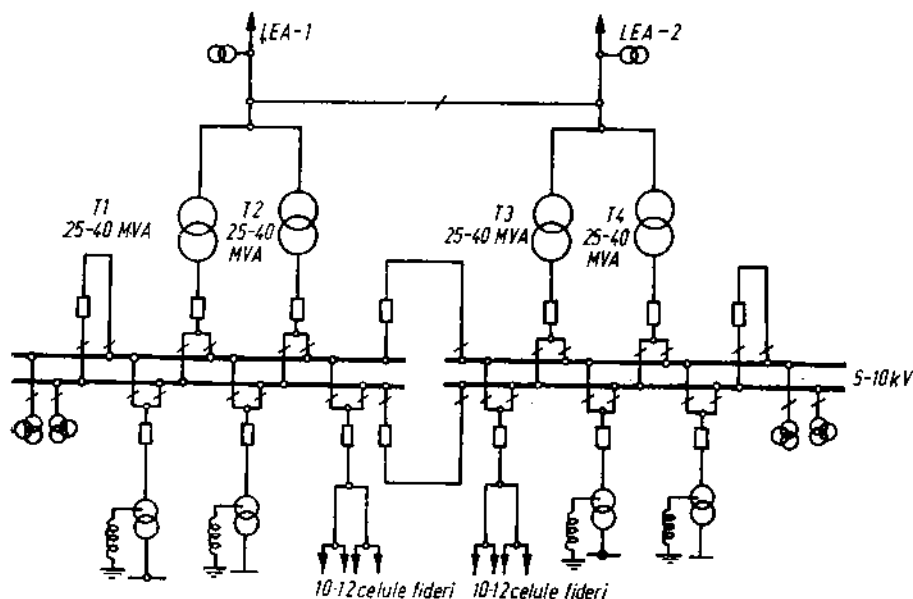 LEA-1
LEA-2
T1
25-40 MVA
T2
25-40
MVA
T3
25-40 MVA
T4
25-40
MVA
5-10kV
10-12 celule fideri
10-12 celule fideri